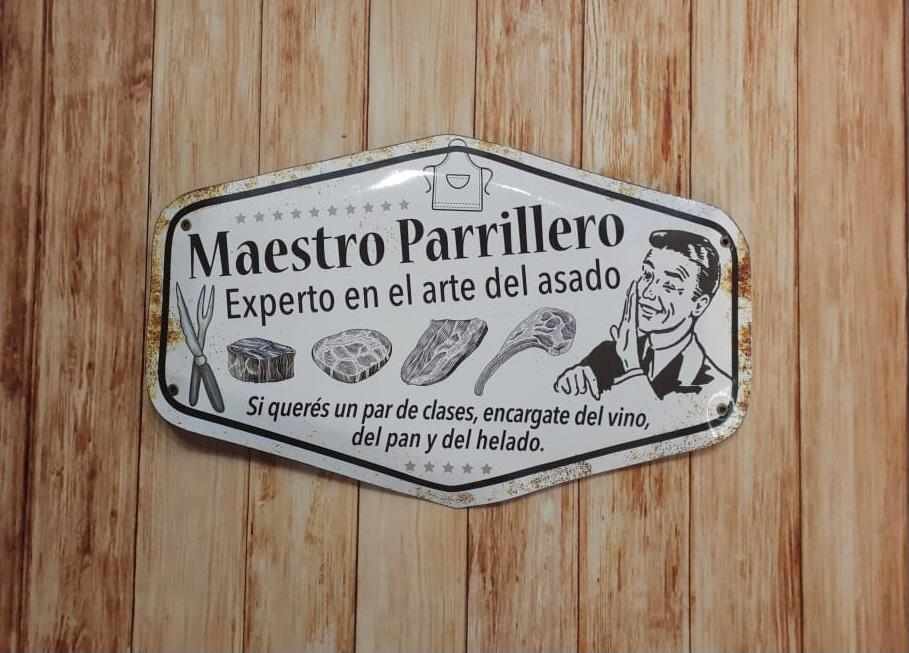 Maestro Parrillero
Experto en el arte del asado
Si querés un par de clases, encargate del vino,
del pan y del helado.